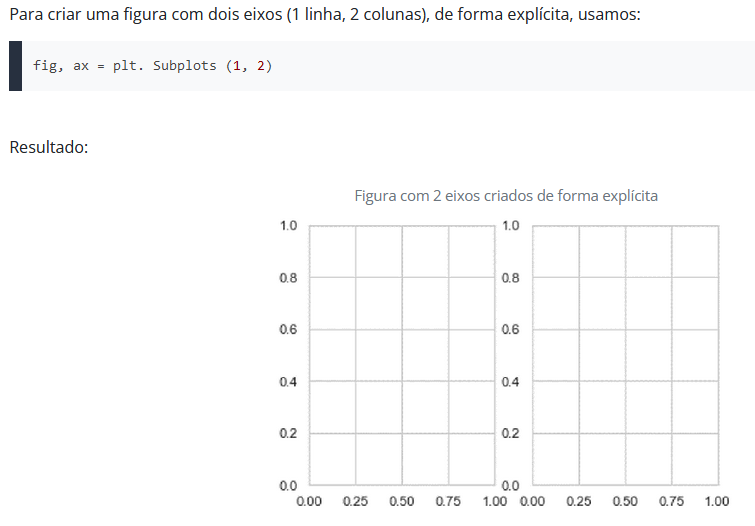 Para criar uma figura com dois eixos (1 linha, 2 colunas), de forma explícita, usamos:
fig, ax = plt. Subplots (1, 2)
Resultado:
Figura com 2 eixos criados de forma explícita
1.0 1.0
0.8 0.8
0.6 0.6
0.4 0.4
0.2 0.2
0.0 0.0
0.00 0.25 0.50 0.75 1.00 0.00 0.25 0.50 0.75 1.00